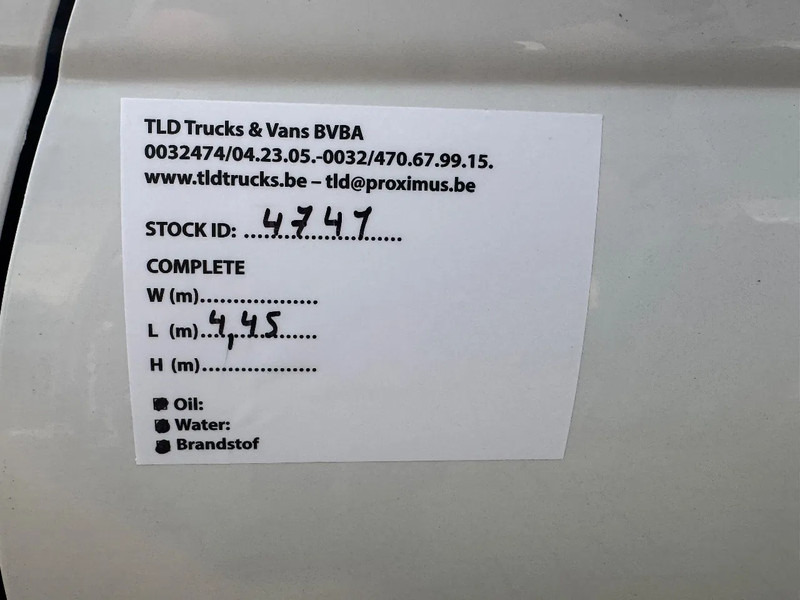 TLD Trucks & Vans BVBA
0032474/04.23.05.-0032/470.67.99.15.
www.tldtrucks.be – tld@proximus.be
STOCK ID: 4741
COMPLETE
W (m)...................
L (m) 4,45
H (m)...................
Oil:
Water:
Brandstof